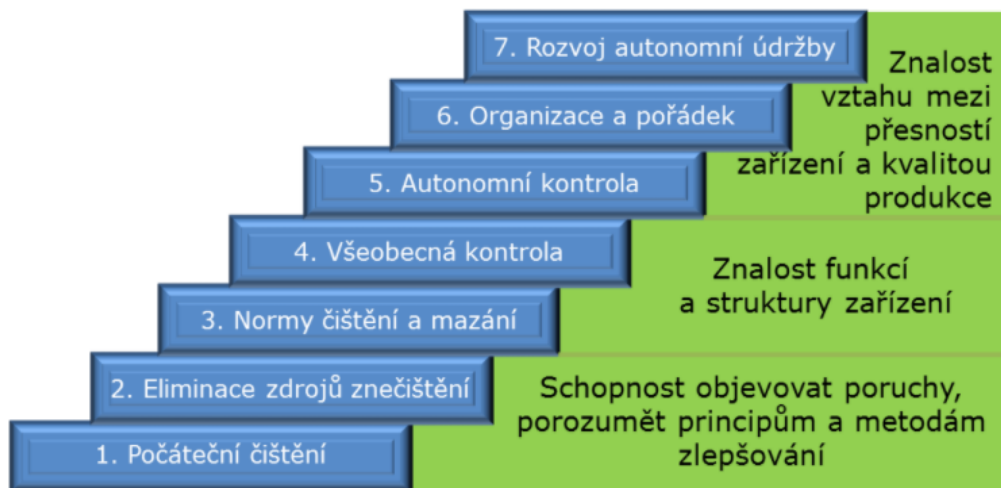 7. Rozvoj autonomní údržby
6. Organizace a pořádek
5. Autonomní kontrola
4. Všeobecná kontrola
3. Normy čištění a mazání
2. Eliminace zdrojů znečištění
1. Počáteční čištění
Znalost
vztahu mezi
přesností
zařízení a kvalitou
produkce
Znalost funkcí
a struktury zařízení
Schopnost objevovat poruchy,
porozumět principům a metodám
zlepšování